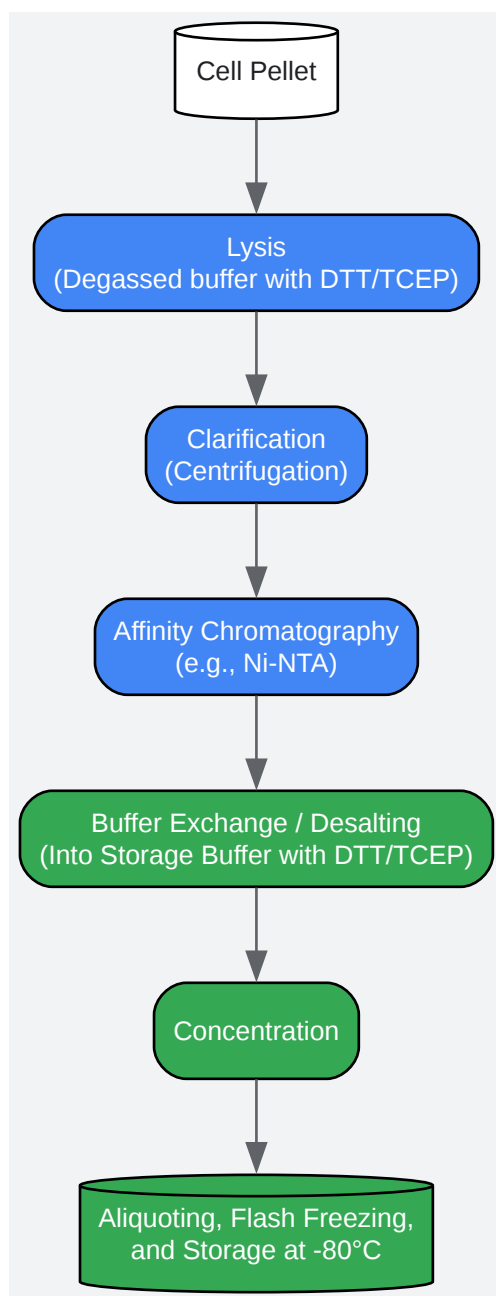 Cell Pellet
Lysis
(Degassed buffer with DTT/TCEP)
Clarification
(Centrifugation)
Affinity Chromatography
(e.g., Ni-NTA)
Buffer Exchange / Desalting
(Into Storage Buffer with DTT/TCEP)
Concentration
Aliquoting, Flash Freezing,
and Storage at -80°C